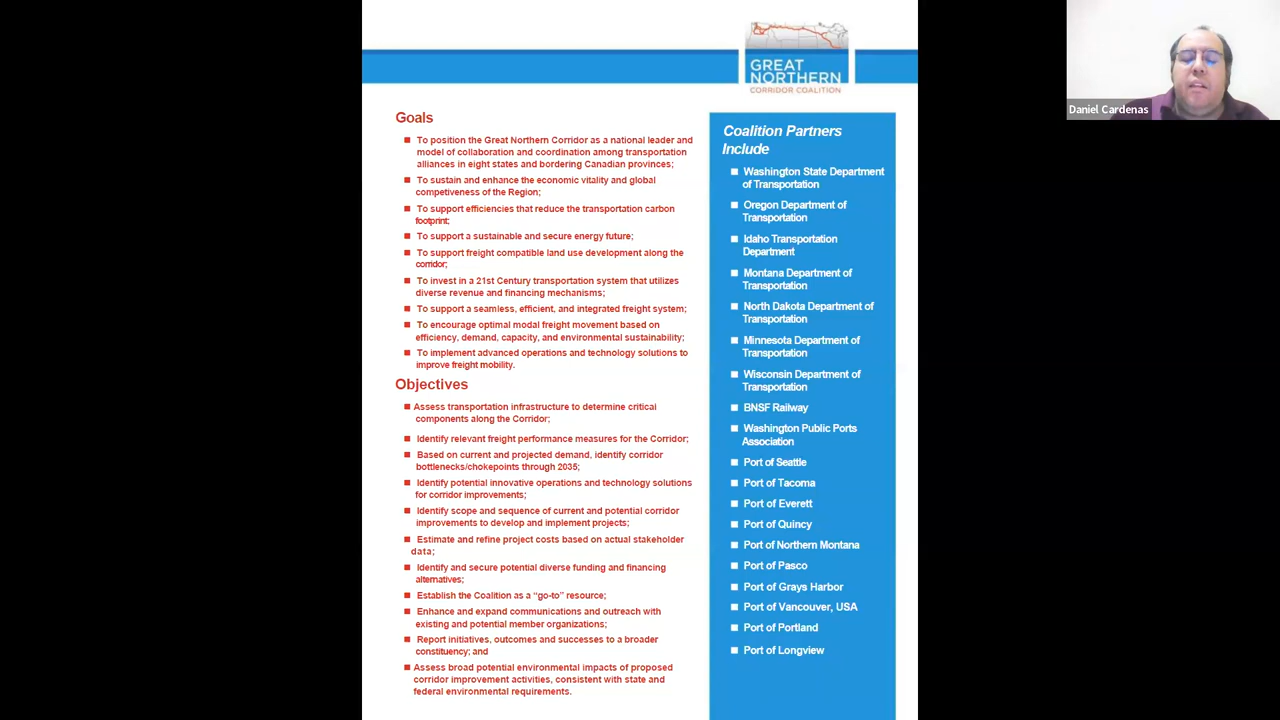 GREAT
NORTHERN
CORRIDOR COALITION
Daniel Cardenas
Goals
To position the Great Northern Corridor as a national leader and
model of collaboration and coordination among transportation
alliances in eight states and bordering Canadian provinces;
To sustain and enhance the economic vitality and global
competiveness of the Region;
To support efficiencies that reduce the transportation carbon
footprint;
To support a sustainable and secure energy future;
To support freight compatible land use development along the
corridor;
To invest in a 21st Century transportation system that utilizes
diverse revenue and financing mechanisms;
To support a seamless, efficient, and integrated freight system;
To encourage optimal modal freight movement based on
efficiency, demand, capacity, and environmental sustainability;
To implement advanced operations and technology solutions to
improve freight mobility.
Objectives
Assess transportation infrastructure to determine critical
components along the Corridor;
Identify relevant freight performance measures for the Corridor;
Based on current and projected demand, identify corridor
bottlenecks/chokepoints through 2035;
Identify potential innovative operations and technology solutions
for corridor improvements;
Identify scope and sequence of current and potential corridor
improvements to develop and implement projects;
Estimate and refine project costs based on actual stakeholder
data;
Identify and secure potential diverse funding and financing
alternatives;
Establish the Coalition as a “go-to” resource;
Enhance and expand communications and outreach with
existing and potential member organizations;
Report initiatives, outcomes and successes to a broader
constituency; and
Assess broad potential environmental impacts of proposed
corridor improvement activities, consistent with state and
federal environmental requirements.
Coalition Partners
Include
Washington State Department
of Transportation
Oregon Department of
Transportation
Idaho Transportation
Department
Montana Department of
Transportation
North Dakota Department of
Transportation
Minnesota Department of
Transportation
Wisconsin Department of
Transportation
BNSF Railway
Washington Public Ports
Association
Port of Seattle
Port of Tacoma
Port of Everett
Port of Quincy
Port of Northern Montana
Port of Pasco
Port of Grays Harbor
Port of Vancouver, USA
Port of Portland
Port of Longview